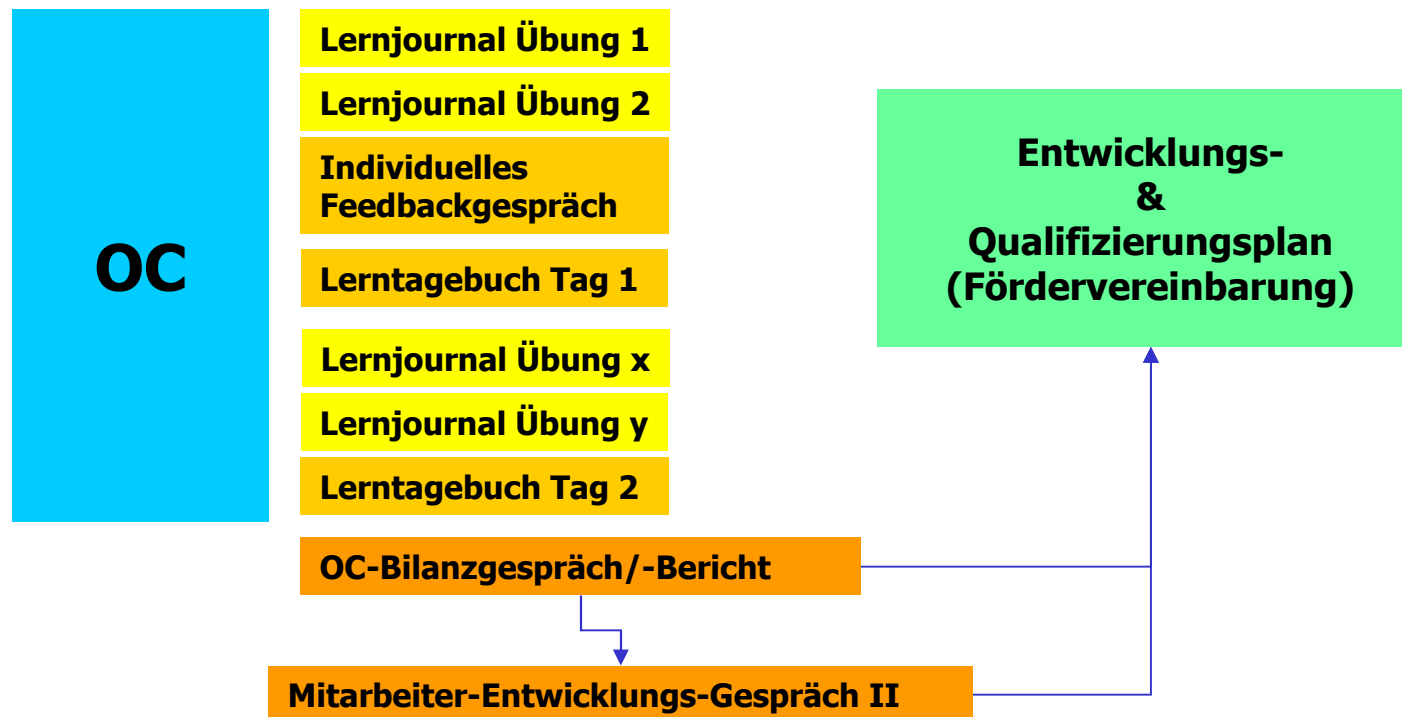 OC
Lernjournal Übung 1
Lernjournal Übung 2
Individuelles
Feedbackgespräch
Lerntagebuch Tag 1
Lernjournal Übung x
Lernjournal Übung y
Lerntagebuch Tag 2
OC-Bilanzgespräch/-Bericht
Mitarbeiter-Entwicklungs-Gespräch II
Entwicklungs-
&
Qualifizierungsplan
(Fördervereinbarung)